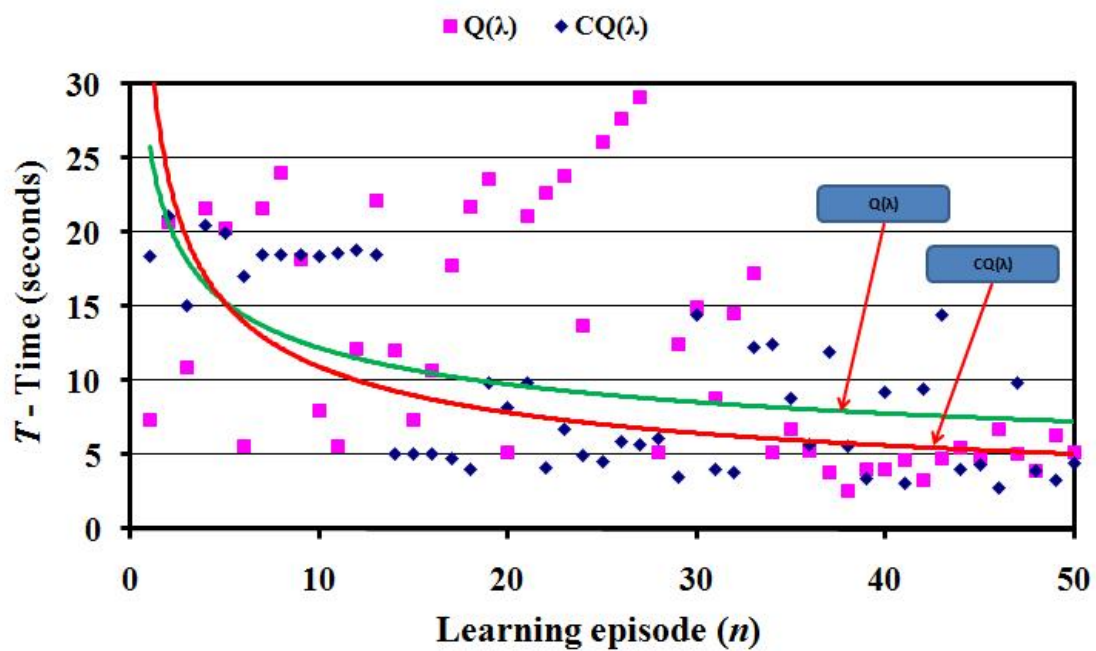 Q(λ) CQ(λ)
30
25
20
15
10
5
0
T - Time (seconds)
Q(λ)
CQ(λ)
0 10 20 30 40 50
Learning episode (n)